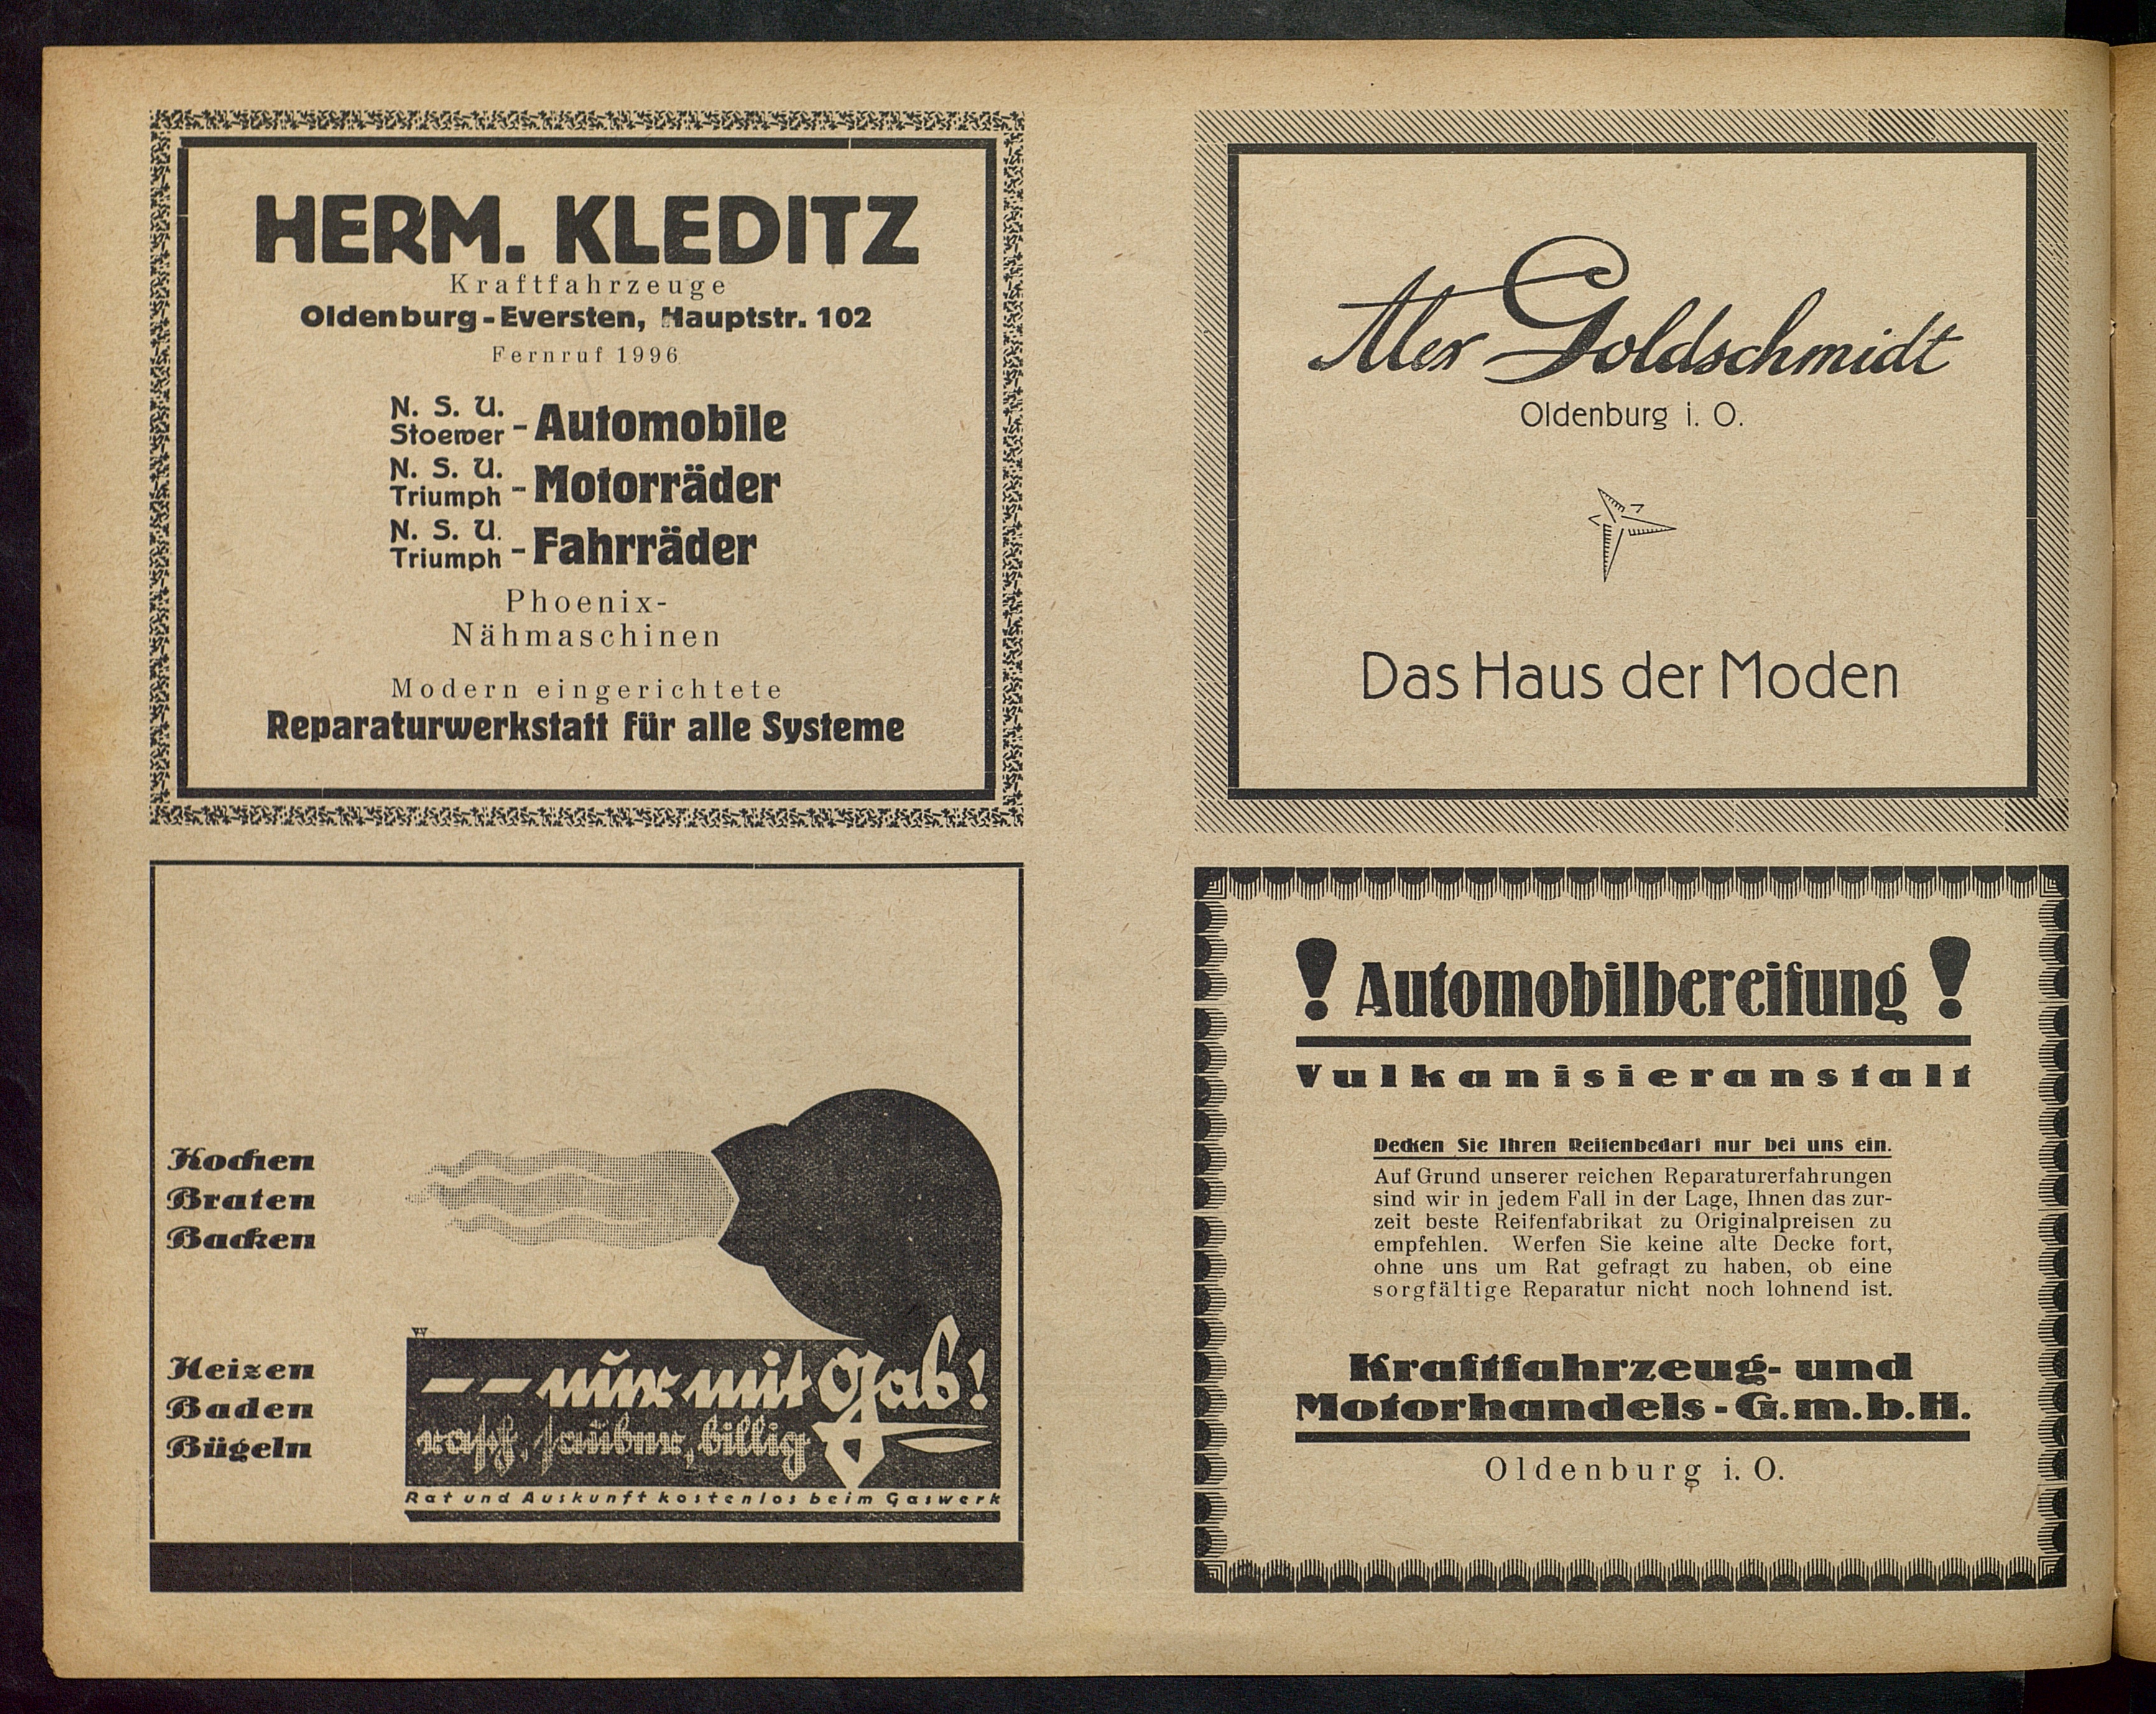 HERM. KLEDITZ
Kraftfahrzeuge
Oldenburg-Eversten, Hauptstr. 102
Fernruf 1996
N. S. U.
Stoewer - Automobile
N. S. U.
Triumph - Motorräder
N. S. U.
Triumph - Fahrräder
Phoenix-
Nähmaschinen
Modern eingerichtete
Reparaturwerkstatt für alle Systeme
Alex Goldschmidt
Oldenburg i. O.
Das Haus der Moden
Kochen
Braten
Backen
Heizen
Baden
Bügeln
-- nur mit Gas!
rasch, sauber, billig
Rat und Auskunft kostenlos beim Gaswerk
! Automobilbereifung !
Vulkanisieranstalt
Decken Sie Ihren Reifenbedarf nur bei uns ein.
Auf Grund unserer reichen Reparaturerfahrungen
sind wir in jedem Fall in der Lage, Ihnen das zur-
zeit beste Reifenfabrikat zu Originalpreisen zu
empfehlen. Werfen Sie keine alte Decke fort,
ohne uns um Rat gefragt zu haben, ob eine
sorgfältige Reparatur nicht noch lohnend ist.
Kraftfahrzeug- und
Motorhandels-G.m.b.H.
Oldenburg i. O.